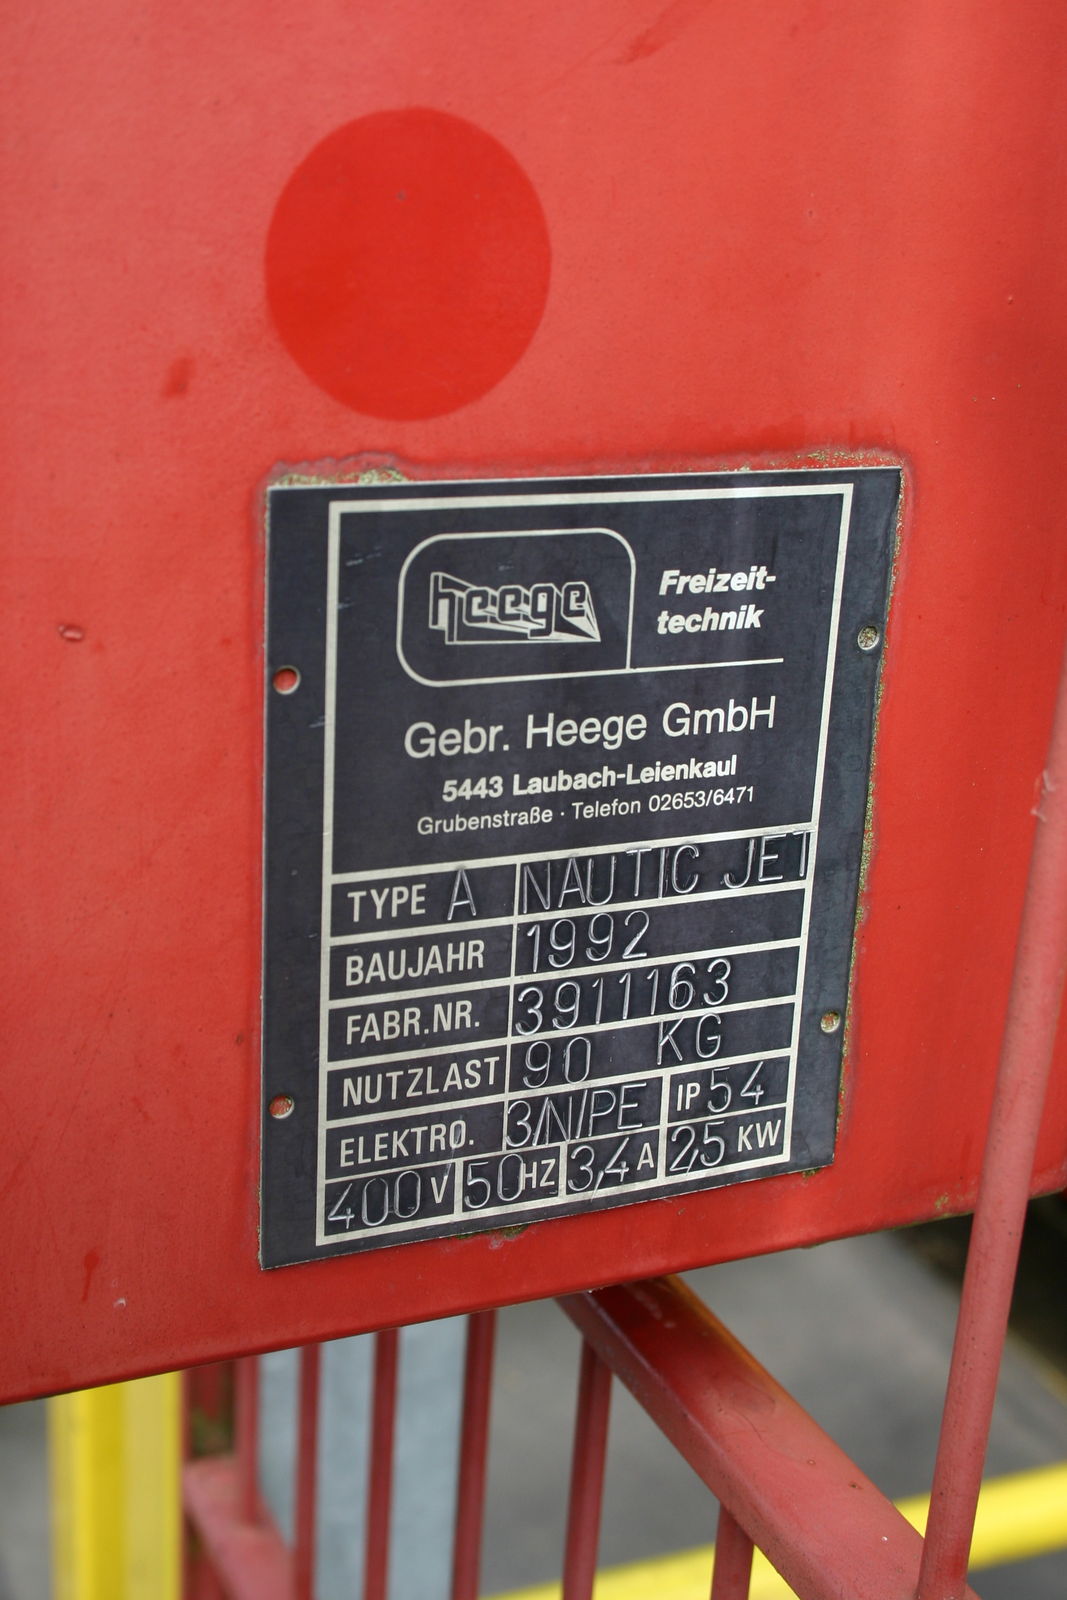 heege
Freizeit-
technik
Gebr. Heege GmbH
5443 Laubach-Leienkaul
Grubenstraße · Telefon 02653/6471
TYPE A NAUTIC JET
BAUJAHR 1992
FABR.NR. 3911163
NUTZLAST 90 KG
ELEKTRO. 3/N/PE IP 54
400 V 50 HZ 3,4 A 2,5 KW